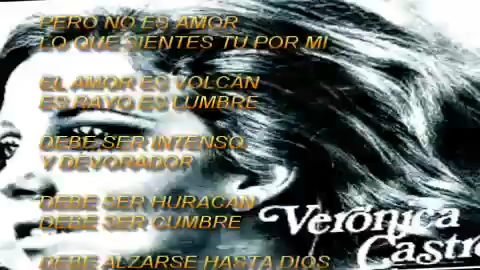 PERO NO ES AMOR
LO QUE SIENTES TU POR MI
EL AMOR ES VOLCAN
ES RAYO ES LUMBRE
DEBE SER INTENSO
Y DEVORADOR
DEBE SER HURACAN
DEBE SER CUMBRE
DEBE ALZARSE HASTA DIOS
Verónica
Castro